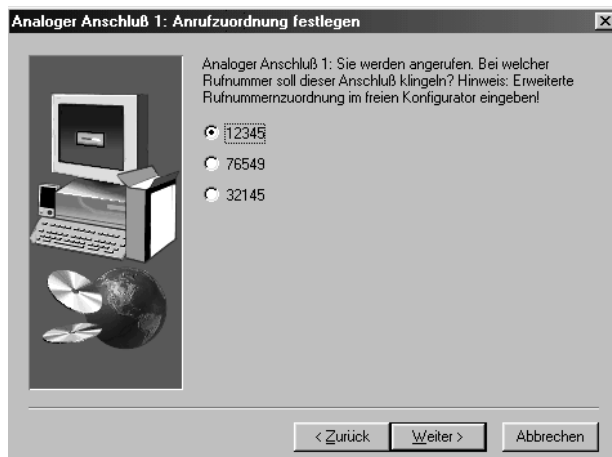 Analoger Anschluß 1: Anrufzuordnung festlegen
Analoger Anschluß 1: Sie werden angerufen. Bei welcher
Rufnummer soll dieser Anschluß klingeln? Hinweis: Erweiterte
Rufnummernzuordnung im freien Konfigurator eingeben!
12345
76549
32145
< Zurück
Weiter >
Abbrechen